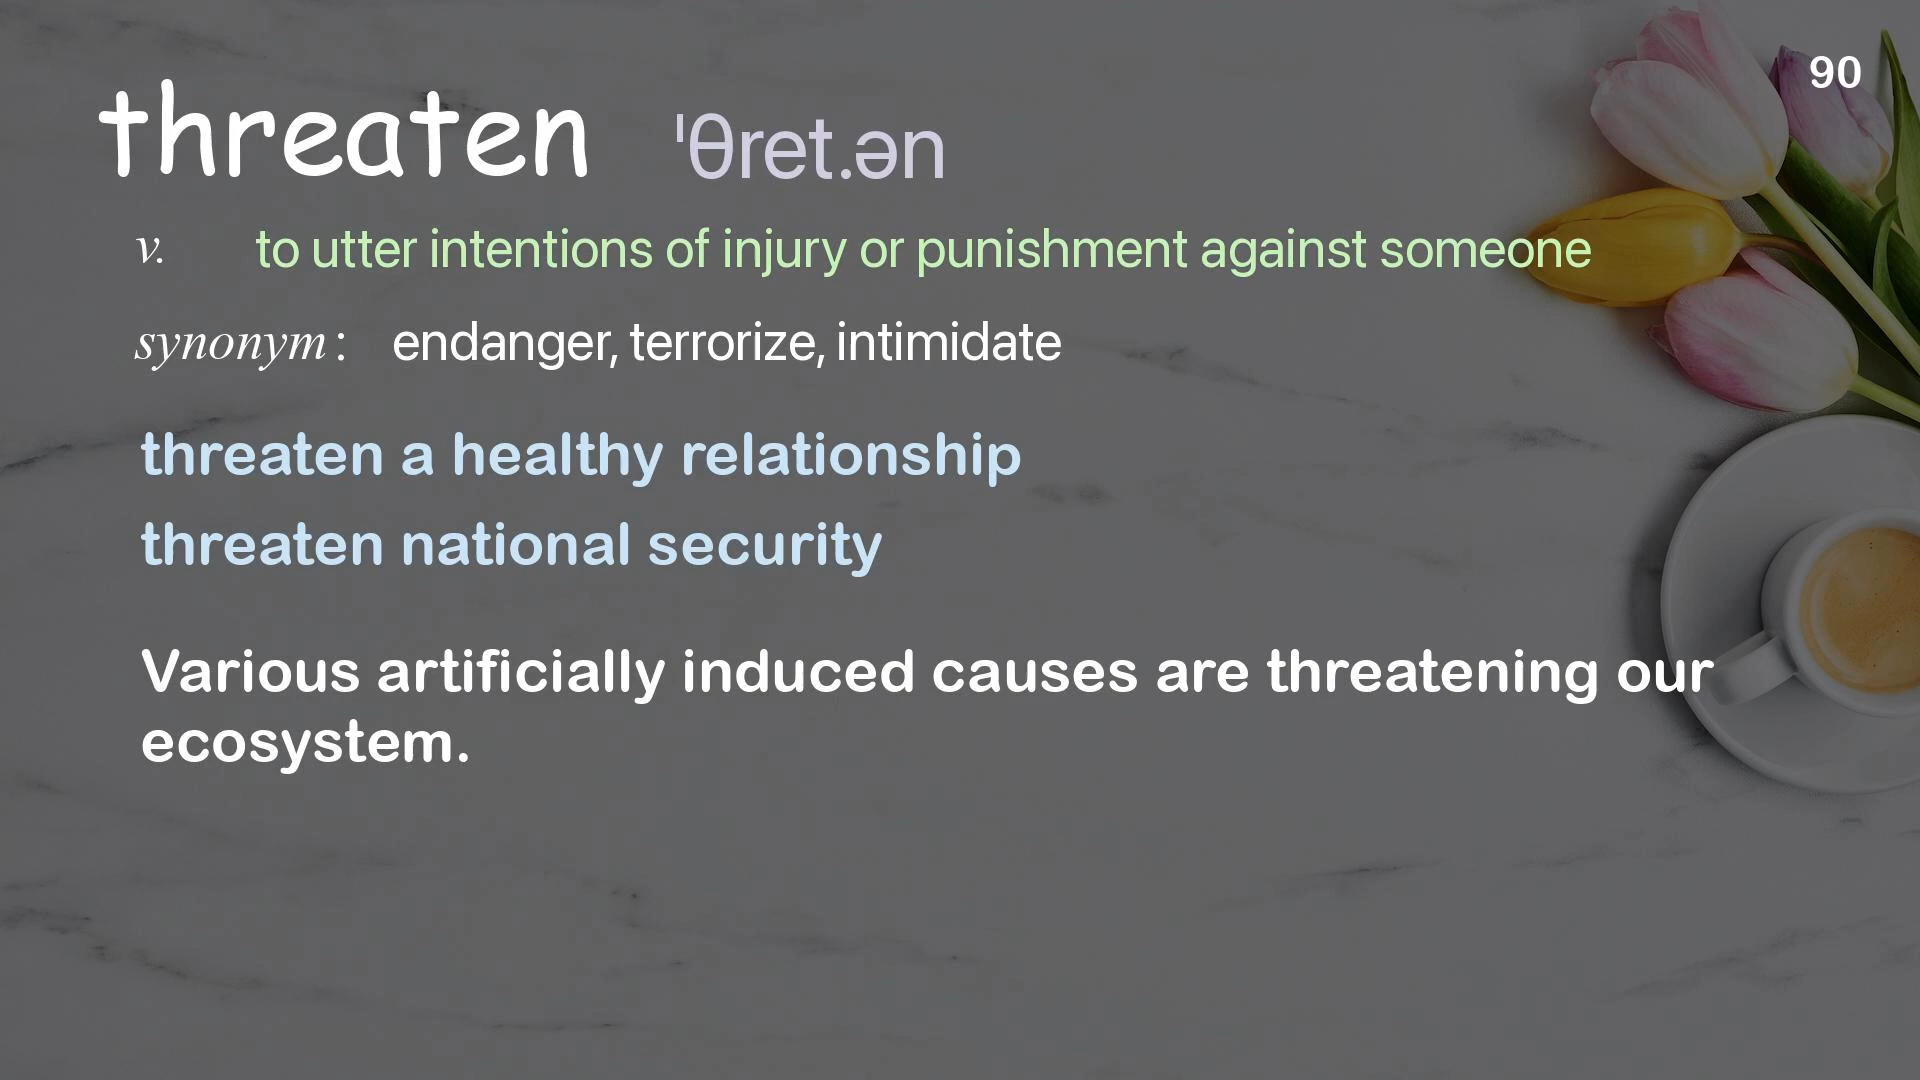 90
threaten ˈθret.ən
v. to utter intentions of injury or punishment against someone
synonym : endanger, terrorize, intimidate
threaten a healthy relationship
threaten national security
Various artificially induced causes are threatening our
ecosystem.